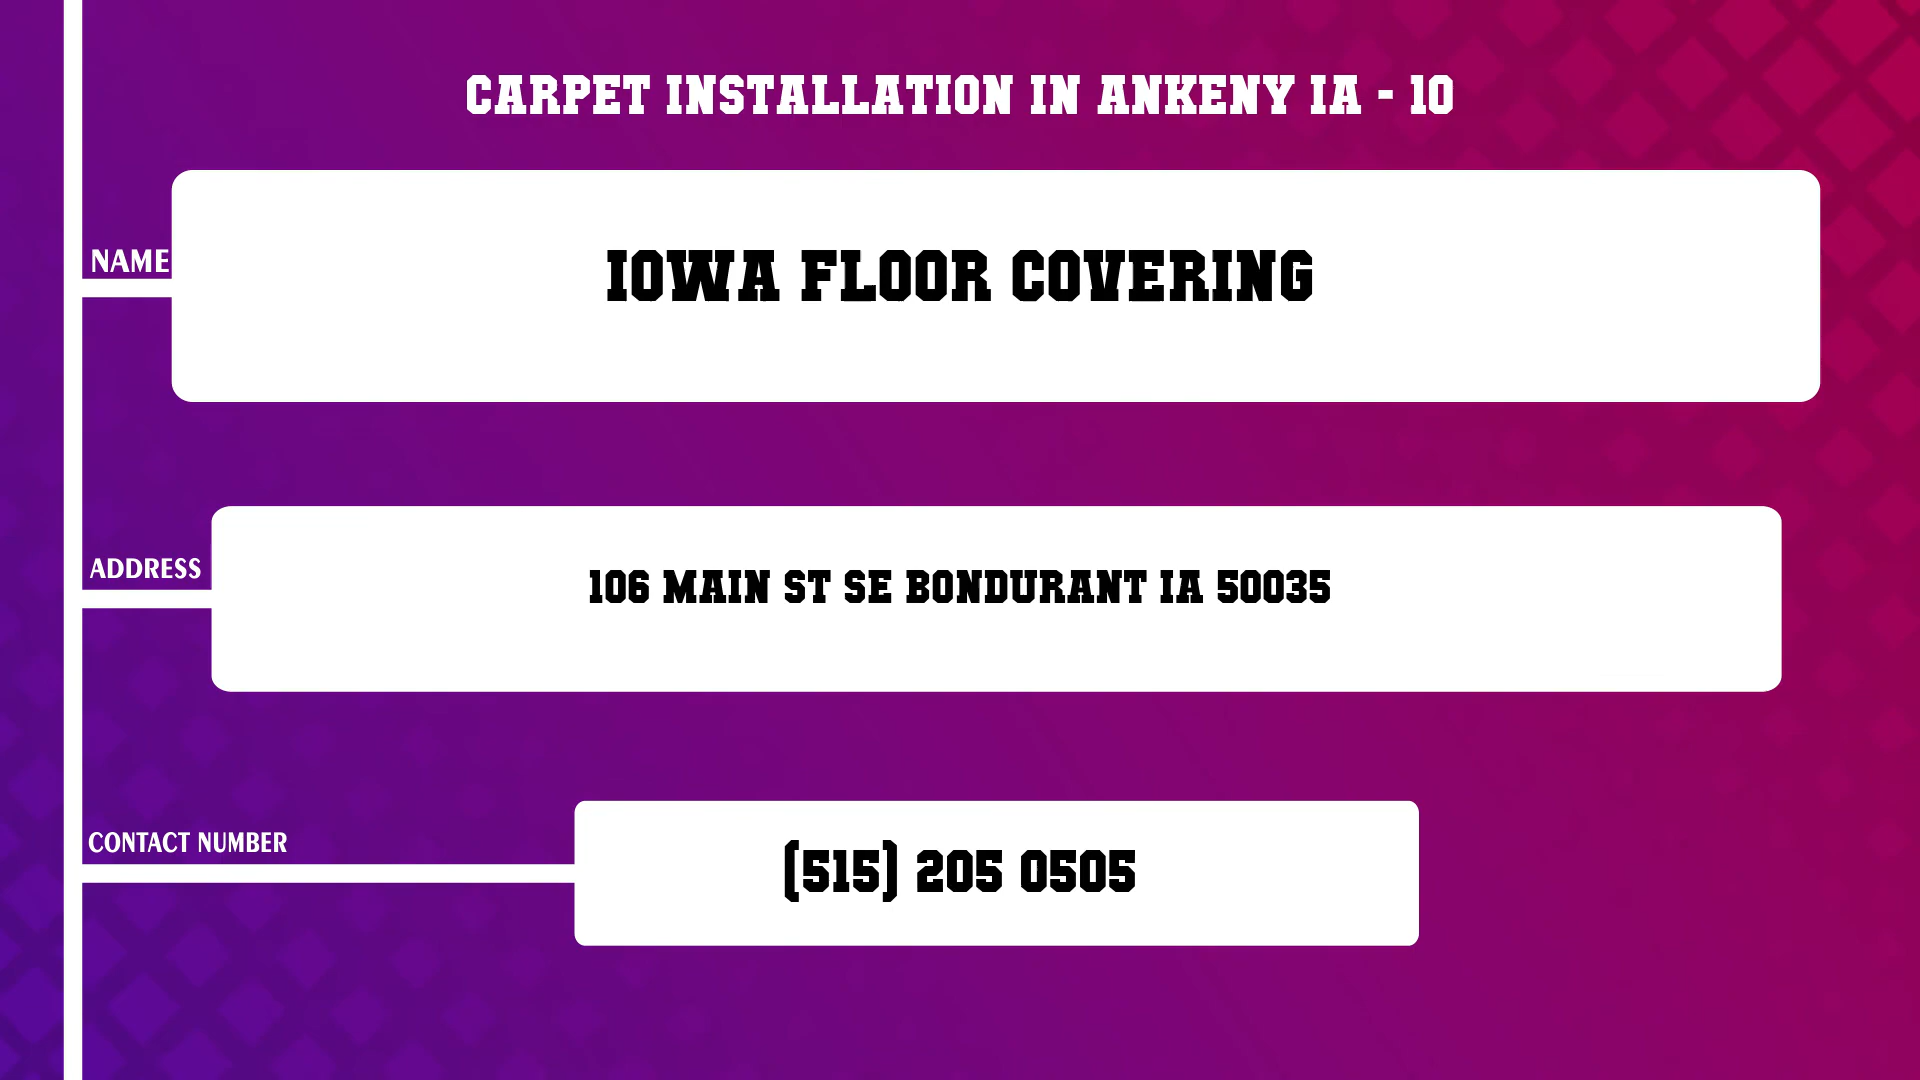 CARPET INSTALLATION IN ANKENY IA - 10
NAME
IOWA FLOOR COVERING
ADDRESS
106 MAIN ST SE BONDURANT IA 50035
CONTACT NUMBER
(515) 205 0505